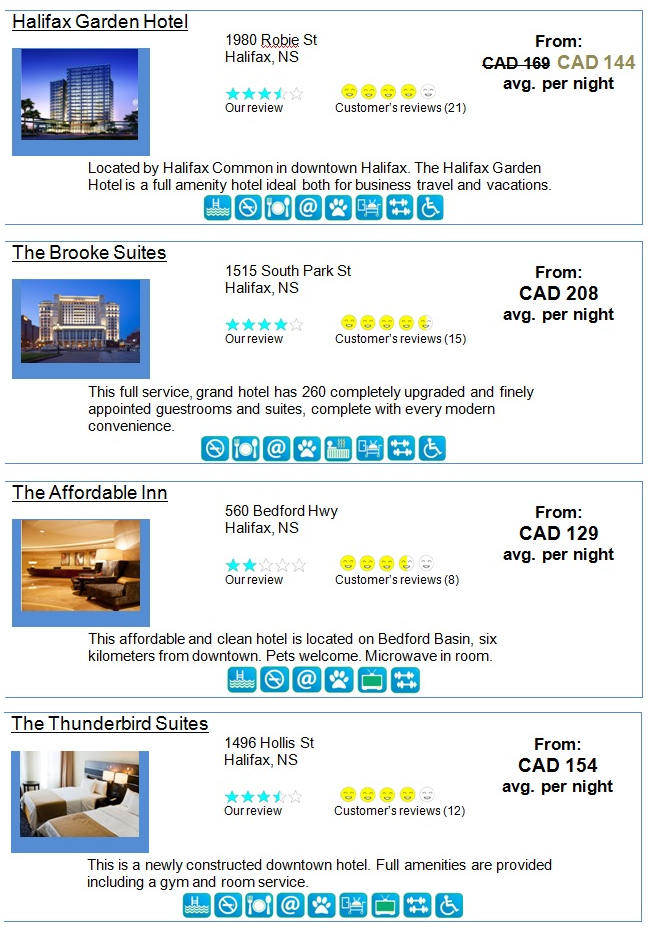 Halifax Garden Hotel
1980 Robie St
Halifax, NS
From:
CAD 169 CAD 144
avg. per night
Our review
Customer's reviews (21)
Located by Halifax Common in downtown Halifax. The Halifax Garden
Hotel is a full amenity hotel ideal both for business travel and vacations.
@
The Brooke Suites
1515 South Park St
Halifax, NS
From:
CAD 208
avg. per night
Our review
Customer's reviews (15)
This full service, grand hotel has 260 completely upgraded and finely
appointed guestrooms and suites, complete with every modern
convenience.
@
The Affordable Inn
560 Bedford Hwy
Halifax, NS
From:
CAD 129
avg. per night
Our review
Customer's reviews (8)
This affordable and clean hotel is located on Bedford Basin, six
kilometers from downtown. Pets welcome. Microwave in room.
@
The Thunderbird Suites
1496 Hollis St
Halifax, NS
From:
CAD 154
avg. per night
Our review
Customer's reviews (12)
This is a newly constructed downtown hotel. Full amenities are provided
including a gym and room service.
@